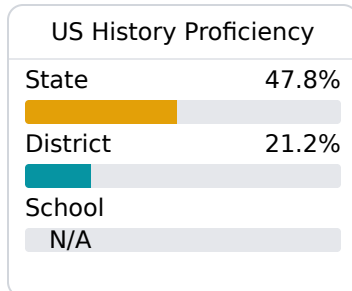 US History Proficiency
State 47.8%
District 21.2%
School
N/A